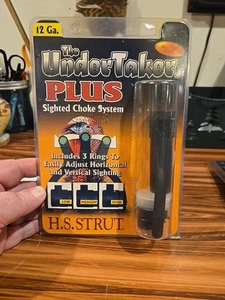 12 Ga.
The
UnderTaker
PLUS
Sighted Choke System
Includes 3 Rings To
Easily Adjust Horizontal
and Vertical Sighting
H.S. STRUT